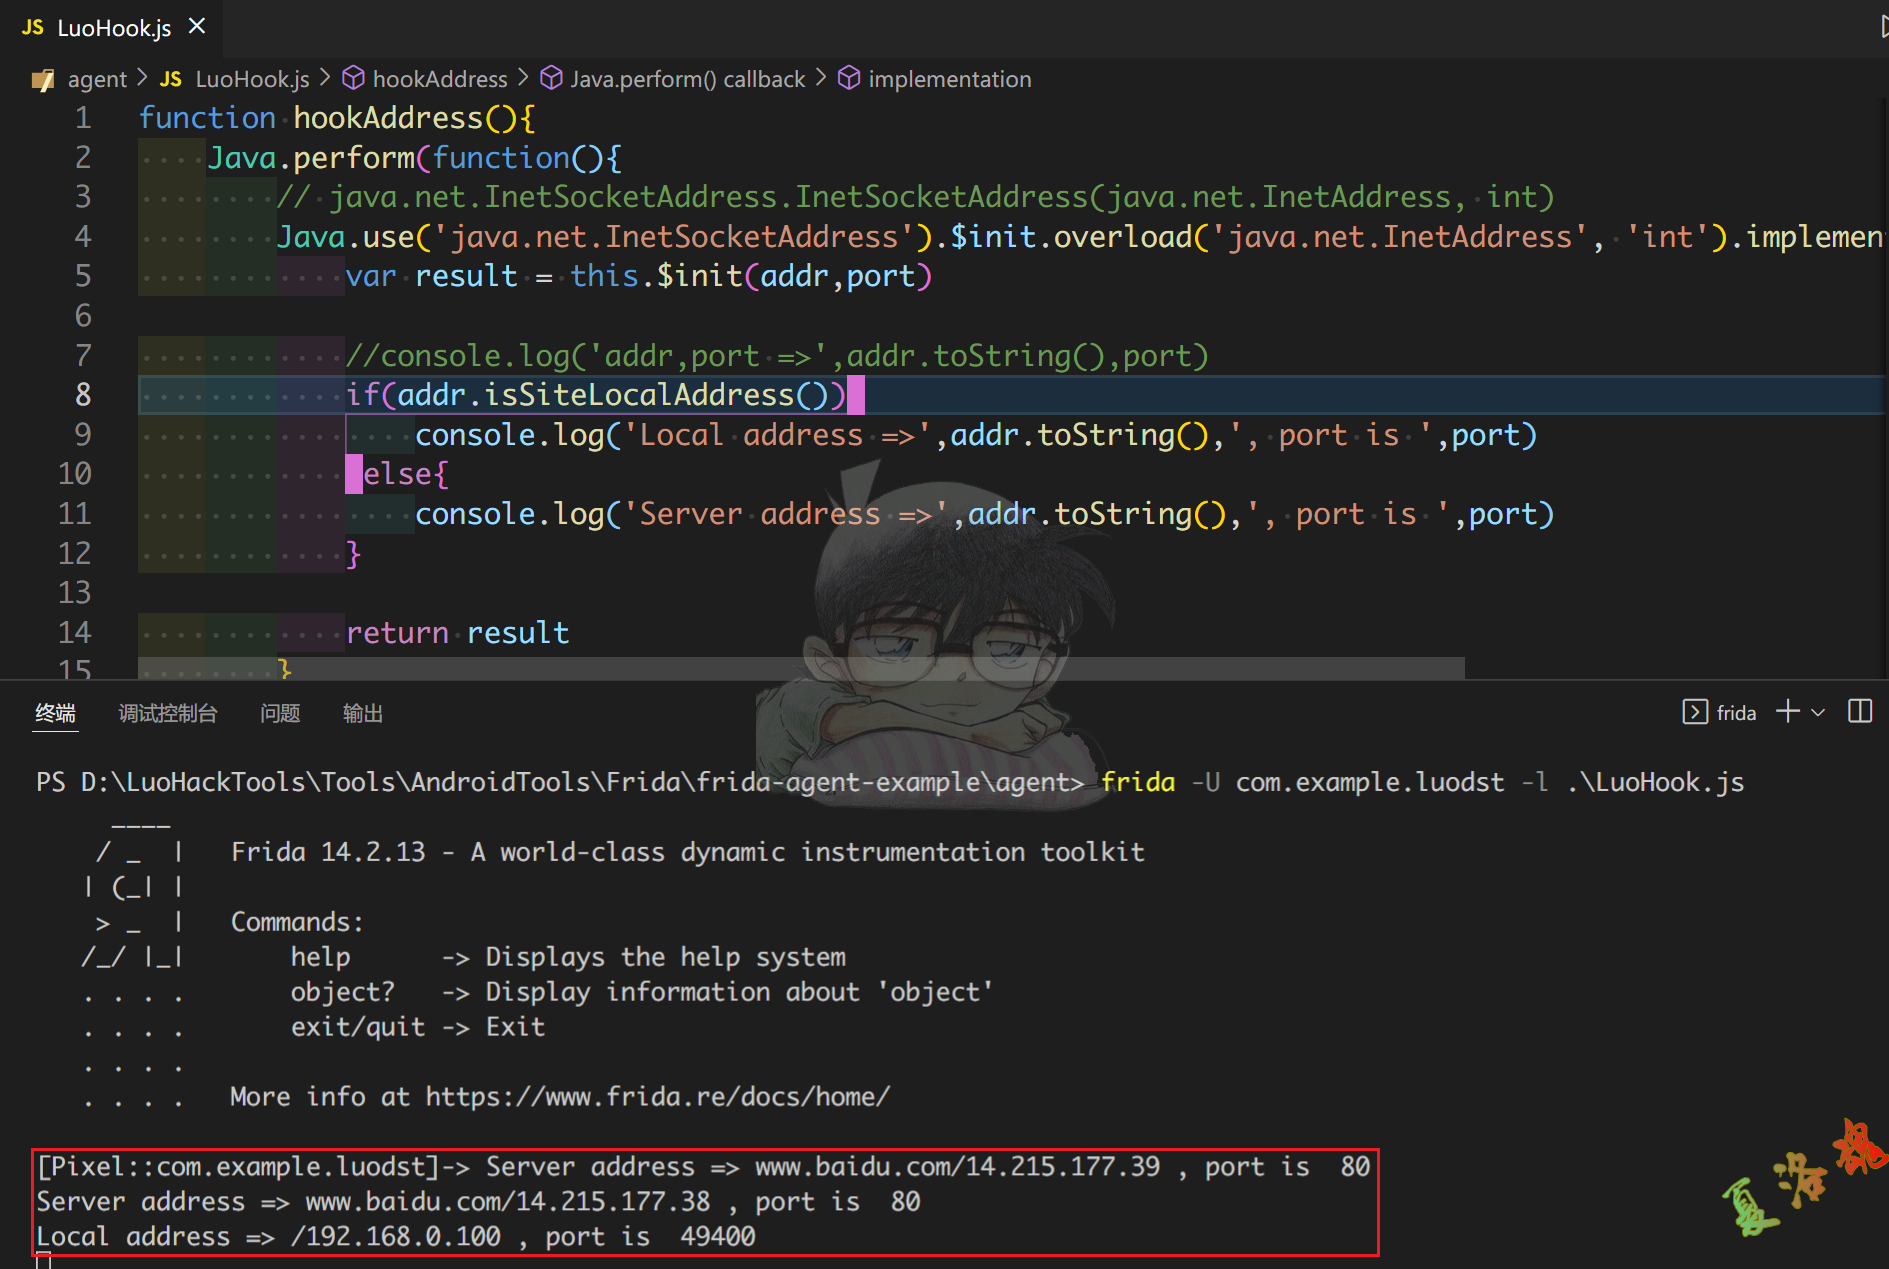 JS LuoHook.js ×
agent > JS LuoHook.js > hookAddress > Java.perform() callback > implementation
1 function hookAddress(){
2 Java.perform(function(){
3 // java.net.InetSocketAddress.InetSocketAddress(java.net.InetAddress, int)
4 Java.use('java.net.InetSocketAddress').$init.overload('java.net.InetAddress', 'int').implemen
5 var result = this.$init(addr,port)
6
7 //console.log('addr,port =>',addr.toString(),port)
8 if(addr.isSiteLocalAddress())
9 console.log('Local address =>',addr.toString(),', port is ',port)
10 else{
11 console.log('Server address =>',addr.toString(),', port is ',port)
12 }
13
14 return result
15 }
终端 调试控制台 问题 输出 frida
PS D:\LuoHackTools\Tools\AndroidTools\Frida\frida-agent-example\agent> frida -U com.example.luodst -l .\LuoHook.js
____
/ _ | Frida 14.2.13 - A world-class dynamic instrumentation toolkit
| (_| |
> _ | Commands:
/_/ |_| help -> Displays the help system
. . . . object? -> Display information about 'object'
. . . . exit/quit -> Exit
. . . .
. . . . More info at https://www.frida.re/docs/home/
[Pixel::com.example.luodst]-> Server address => www.baidu.com/14.215.177.39 , port is 80
Server address => www.baidu.com/14.215.177.38 , port is 80
Local address => /192.168.0.100 , port is 49400
夏洛